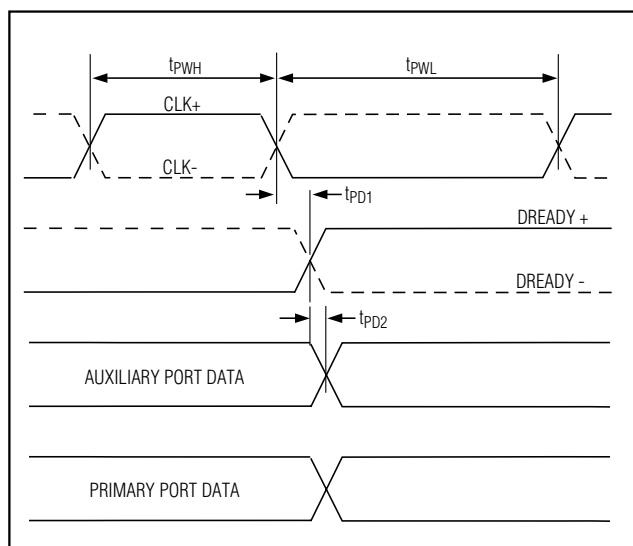 tPWH
tPWL
CLK+
CLK-
tPD1
DREADY +
DREADY -
tPD2
AUXILIARY PORT DATA
PRIMARY PORT DATA